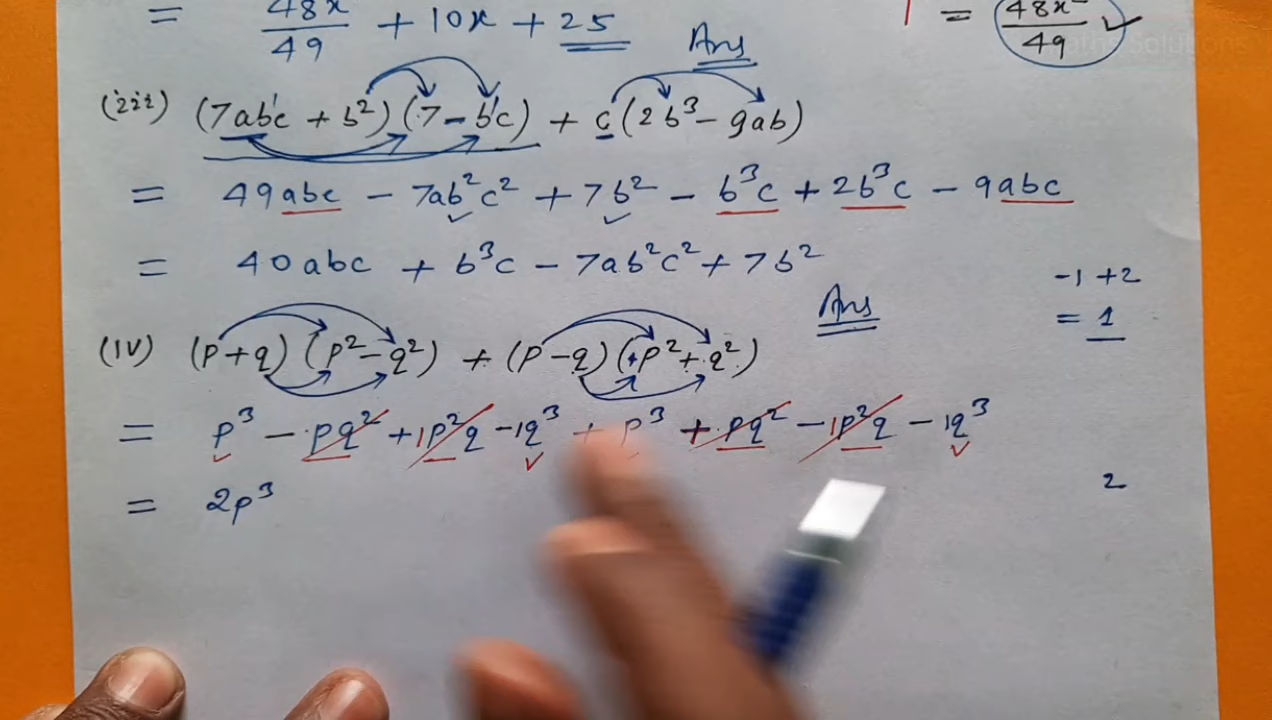 = 48x/49 + 10x + 25 Ans
= 48x/49 ✓
(iii) (7abc + b²)(7 - bc) + c(2b³ - 9ab)
= 49abc - 7ab²c² + 7b² - b³c + 2b³c - 9abc
= 40abc + b³c - 7ab²c² + 7b² Ans
-1 +2
= 1
(iv) (p+q)(p² - q²) + (p - q)(+p² + q²)
= p³ - pq² + 1p²q - 1q³ + p³ + pq² - 1p²q - 1q³
= 2p³
2